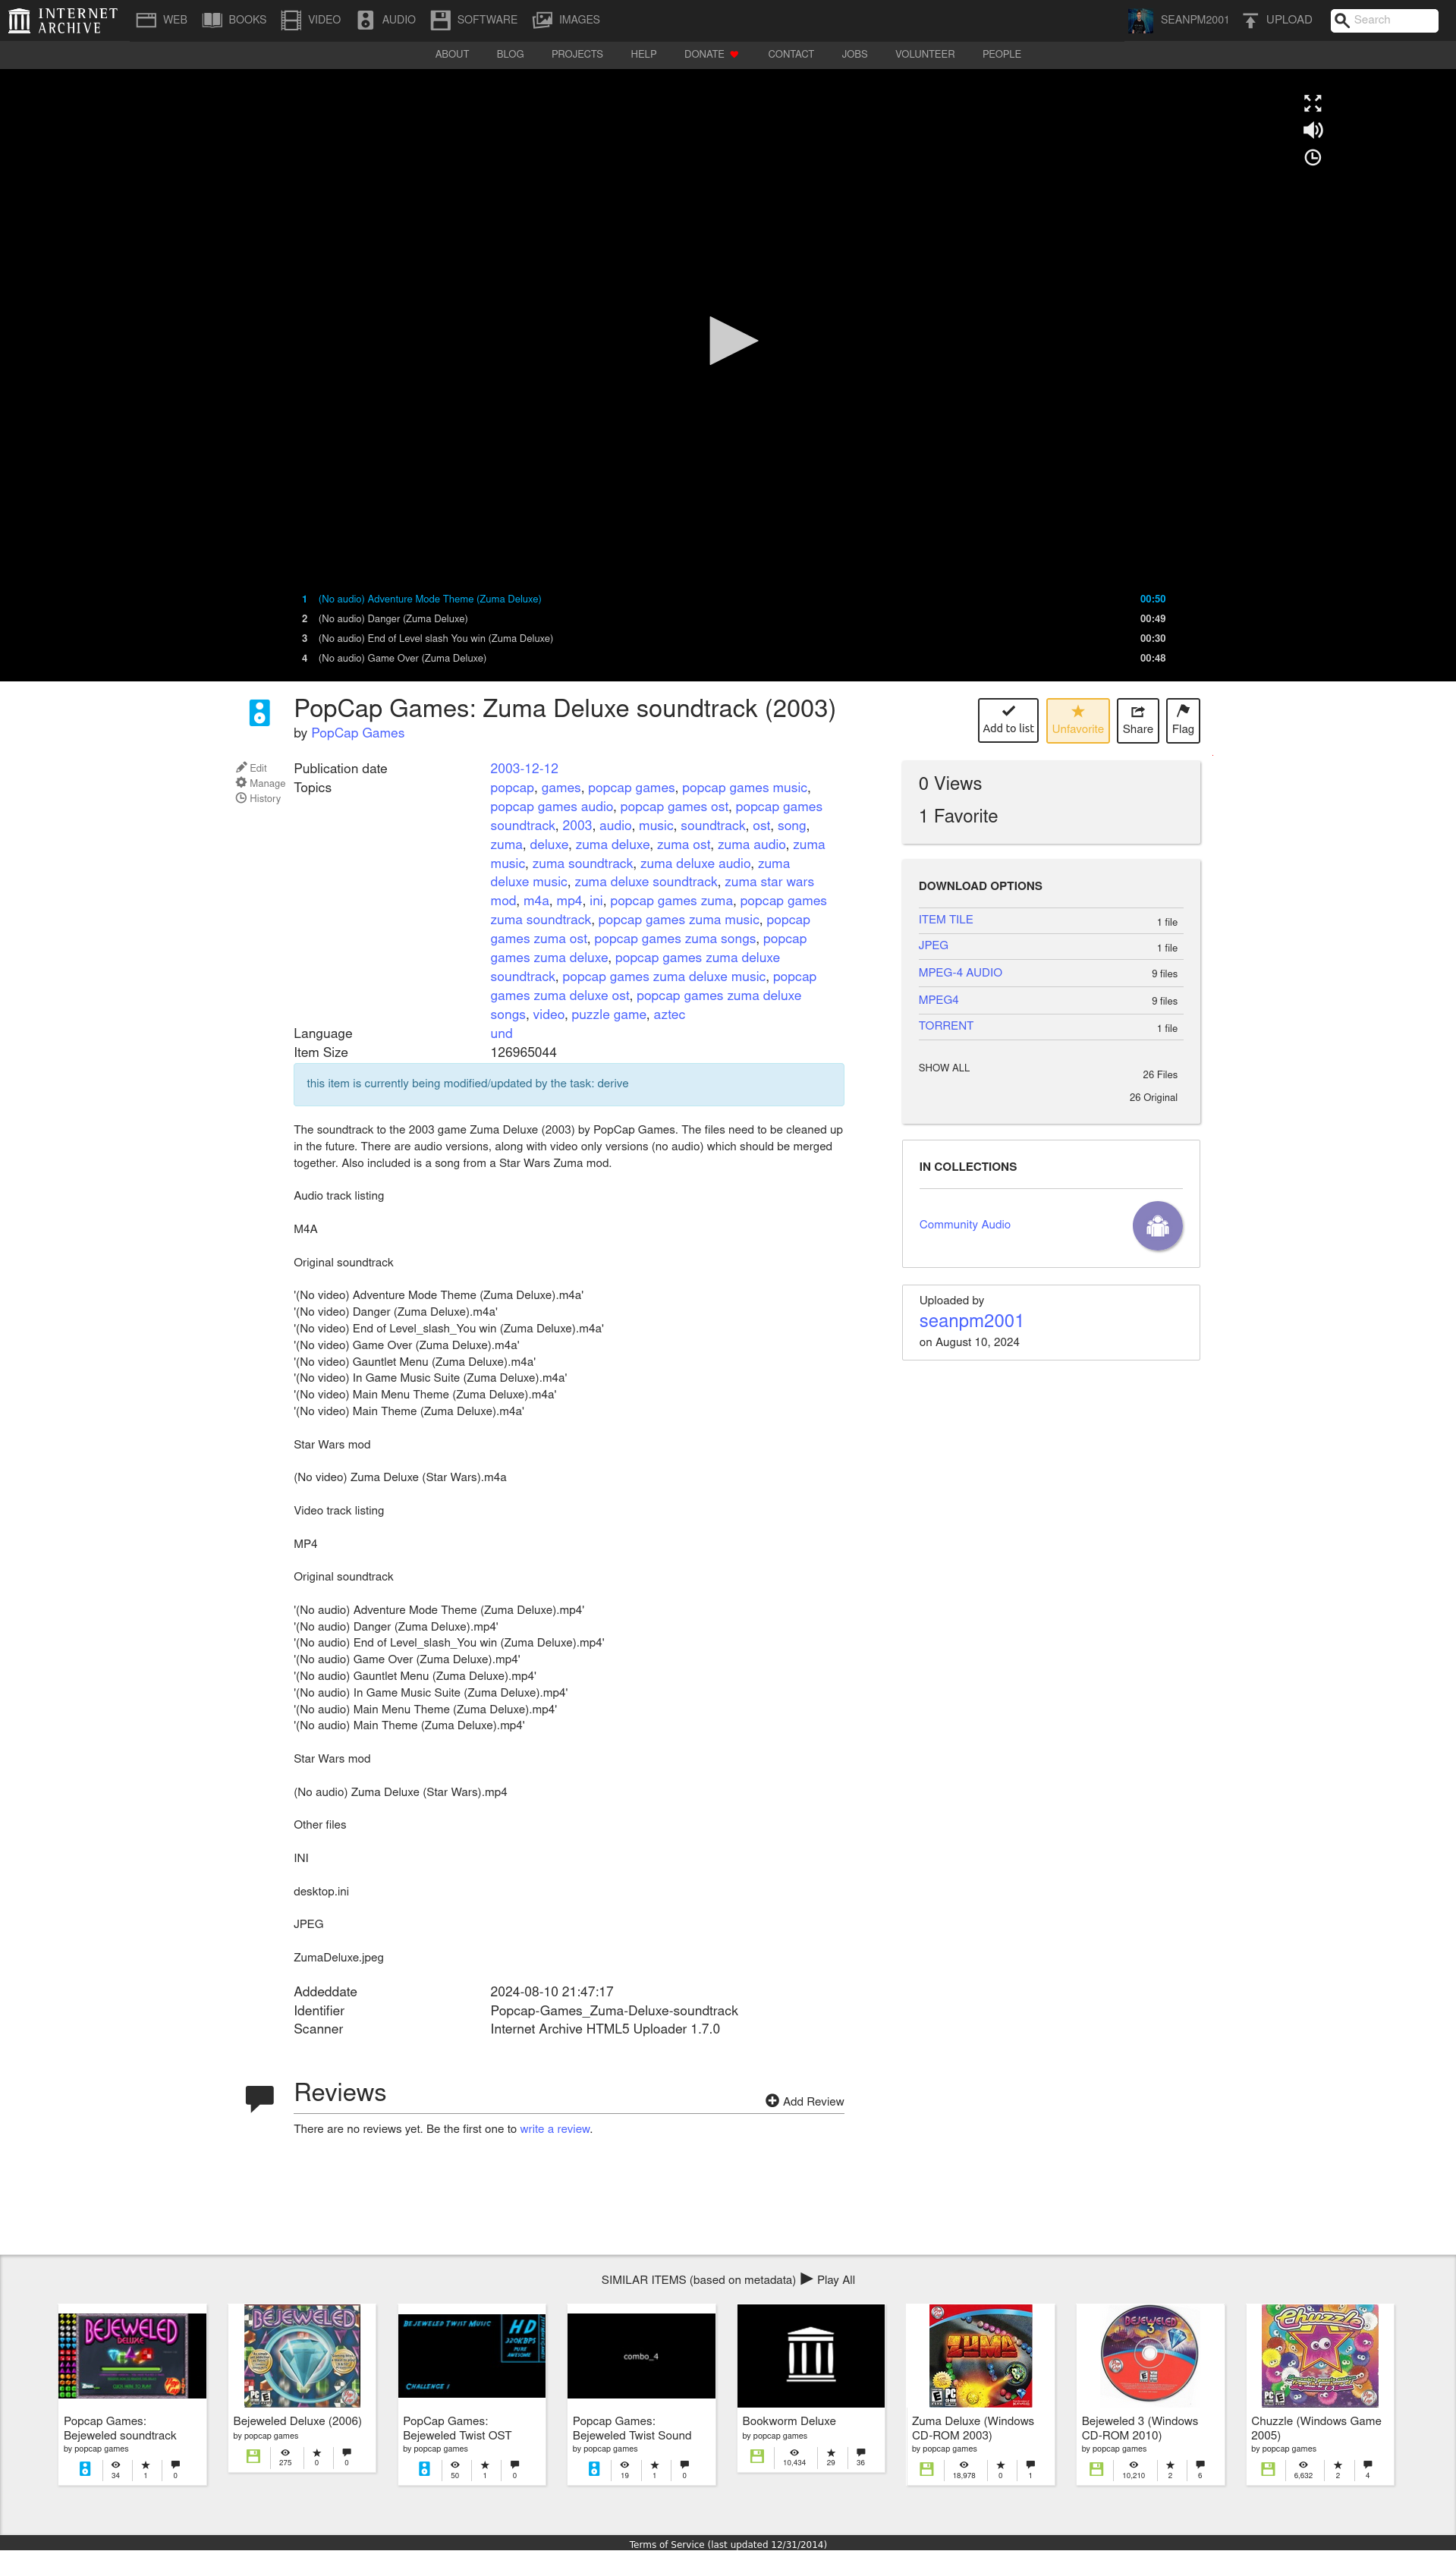 INTERNET ARCHIVE WEB BOOKS VIDEO AUDIO SOFTWARE IMAGES SEANPM2001 UPLOAD Search
ABOUT BLOG PROJECTS HELP DONATE CONTACT JOBS VOLUNTEER PEOPLE
1 (No audio) Adventure Mode Theme (Zuma Deluxe) 00:50
2 (No audio) Danger (Zuma Deluxe) 00:49
3 (No audio) End of Level slash You win (Zuma Deluxe) 00:30
4 (No audio) Game Over (Zuma Deluxe) 00:48
PopCap Games: Zuma Deluxe soundtrack (2003)
by PopCap Games
Add to list Unfavorite Share Flag
Edit
Manage
History
Publication date 2003-12-12
Topics popcap, games, popcap games, popcap games music,
popcap games audio, popcap games ost, popcap games
soundtrack, 2003, audio, music, soundtrack, ost, song,
zuma, deluxe, zuma deluxe, zuma ost, zuma audio, zuma
music, zuma soundtrack, zuma deluxe audio, zuma
deluxe music, zuma deluxe soundtrack, zuma star wars
mod, m4a, mp4, ini, popcap games zuma, popcap games
zuma soundtrack, popcap games zuma music, popcap
games zuma ost, popcap games zuma songs, popcap
games zuma deluxe, popcap games zuma deluxe
soundtrack, popcap games zuma deluxe music, popcap
games zuma deluxe ost, popcap games zuma deluxe
songs, video, puzzle game, aztec
Language und
Item Size 126965044
this item is currently being modified/updated by the task: derive
The soundtrack to the 2003 game Zuma Deluxe (2003) by PopCap Games. The files need to be cleaned up
in the future. There are audio versions, along with video only versions (no audio) which should be merged
together. Also included is a song from a Star Wars Zuma mod.
Audio track listing
M4A
Original soundtrack
'(No video) Adventure Mode Theme (Zuma Deluxe).m4a'
'(No video) Danger (Zuma Deluxe).m4a'
'(No video) End of Level_slash_You win (Zuma Deluxe).m4a'
'(No video) Game Over (Zuma Deluxe).m4a'
'(No video) Gauntlet Menu (Zuma Deluxe).m4a'
'(No video) In Game Music Suite (Zuma Deluxe).m4a'
'(No video) Main Menu Theme (Zuma Deluxe).m4a'
'(No video) Main Theme (Zuma Deluxe).m4a'
Star Wars mod
(No video) Zuma Deluxe (Star Wars).m4a
Video track listing
MP4
Original soundtrack
'(No audio) Adventure Mode Theme (Zuma Deluxe).mp4'
'(No audio) Danger (Zuma Deluxe).mp4'
'(No audio) End of Level_slash_You win (Zuma Deluxe).mp4'
'(No audio) Game Over (Zuma Deluxe).mp4'
'(No audio) Gauntlet Menu (Zuma Deluxe).mp4'
'(No audio) In Game Music Suite (Zuma Deluxe).mp4'
'(No audio) Main Menu Theme (Zuma Deluxe).mp4'
'(No audio) Main Theme (Zuma Deluxe).mp4'
Star Wars mod
(No audio) Zuma Deluxe (Star Wars).mp4
Other files
INI
desktop.ini
JPEG
ZumaDeluxe.jpeg
Addeddate 2024-08-10 21:47:17
Identifier Popcap-Games_Zuma-Deluxe-soundtrack
Scanner Internet Archive HTML5 Uploader 1.7.0
0 Views
1 Favorite
DOWNLOAD OPTIONS
ITEM TILE 1 file
JPEG 1 file
MPEG-4 AUDIO 9 files
MPEG4 9 files
TORRENT 1 file
SHOW ALL 26 Files
26 Original
IN COLLECTIONS
Community Audio
Uploaded by
seanpm2001
on August 10, 2024
Reviews
Add Review
There are no reviews yet. Be the first one to write a review.
SIMILAR ITEMS (based on metadata) Play All
BEJEWELED DELUXE
Popcap Games:
Bejeweled soundtrack
by popcap games
34 1 0
BEJEWELED
Bejeweled Deluxe (2006)
by popcap games
275 0 0
BEJEWELED TWIST MUSIC
HD
320KBPS
PURE
AWESOME
CHALLENGE 1
PopCap Games:
Bejeweled Twist OST
by popcap games
50 1 0
combo_4
Popcap Games:
Bejeweled Twist Sound
by popcap games
19 1 0
Bookworm Deluxe
by popcap games
10,434 29 36
ZUMA
Zuma Deluxe (Windows
CD-ROM 2003)
by popcap games
18,978 0 1
BEJEWELED 3
Bejeweled 3 (Windows
CD-ROM 2010)
by popcap games
10,210 2 6
Chuzzle
Chuzzle (Windows Game
2005)
by popcap games
6,632 2 4
Terms of Service (last updated 12/31/2014)